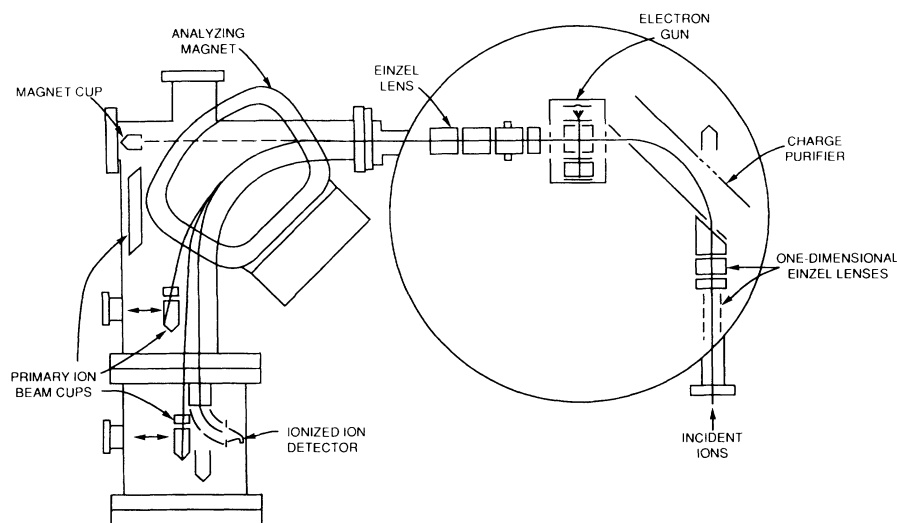 ELECTRON
GUN
ANALYZING
MAGNET
EINZEL
LENS
MAGNET CUP
CHARGE
PURIFIER
ONE-DIMENSIONAL
EINZEL LENSES
PRIMARY ION
BEAM CUPS
IONIZED ION
DETECTOR
INCIDENT
IONS